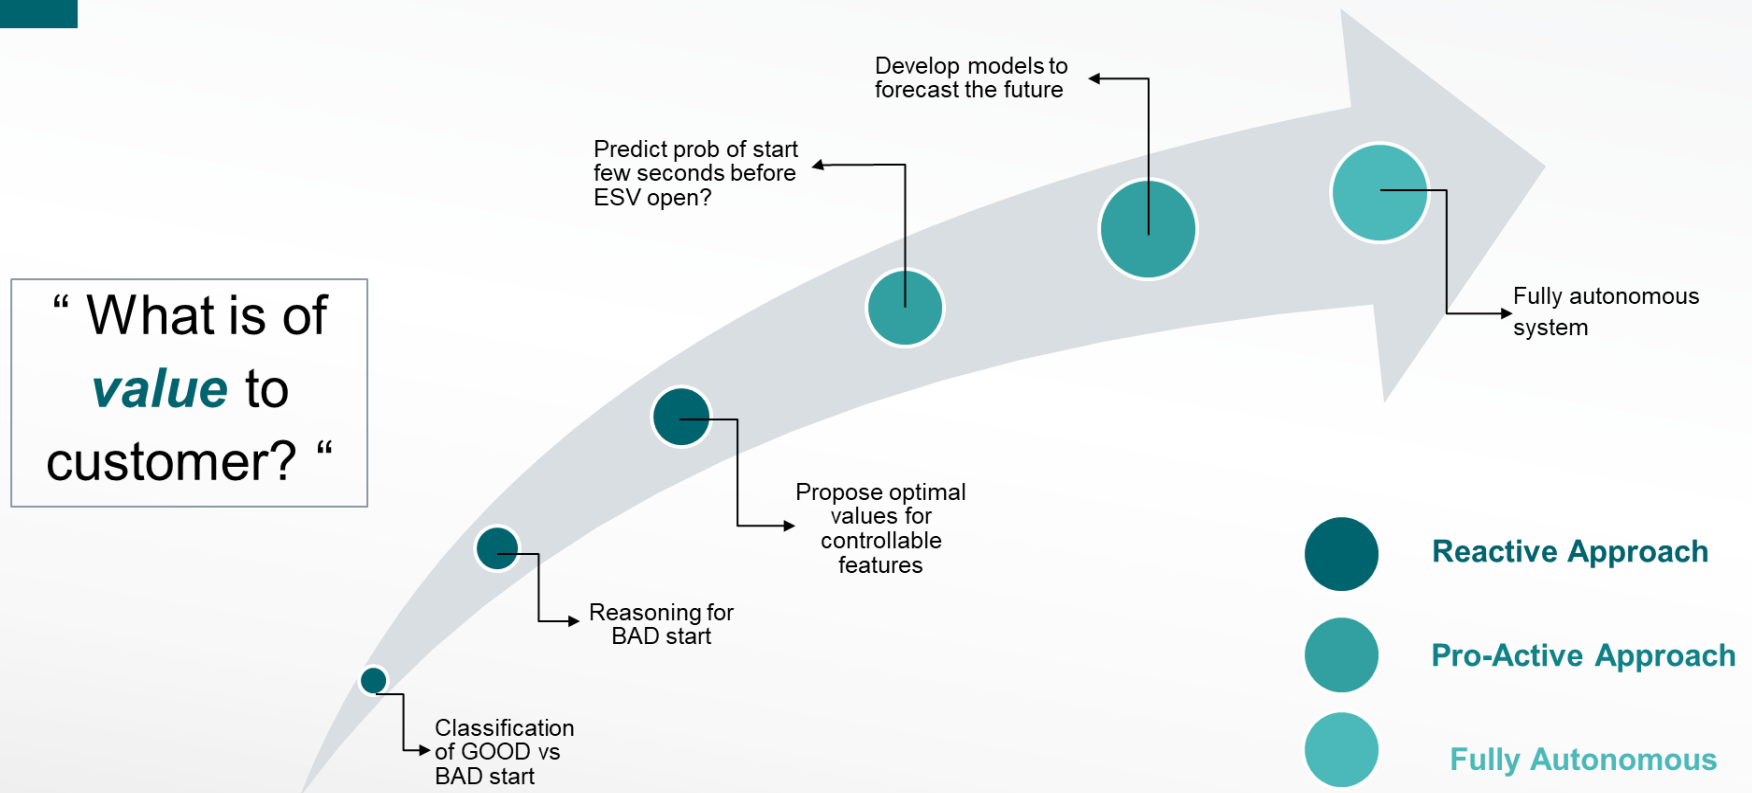 “ What is of
value to
customer? “
Develop models to
forecast the future
Predict prob of start
few seconds before
ESV open?
Fully autonomous
system
Propose optimal
values for
controllable
features
Reasoning for
BAD start
Classification
of GOOD vs
BAD start
Reactive Approach
Pro-Active Approach
Fully Autonomous